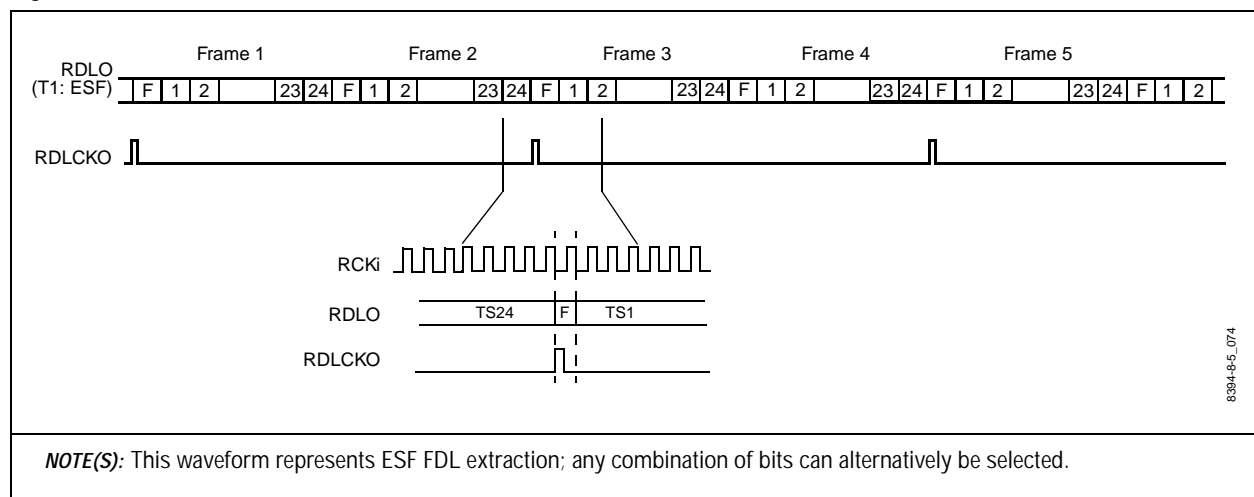 Frame 1 Frame 2 Frame 3 Frame 4 Frame 5
RDLO
(T1: ESF)
F 1 2 23 24 F 1 2 23 24 F 1 2 23 24 F 1 2 23 24 F 1 2 23 24 F 1 2
RDLCKO
RCKi
RDLO TS24 F TS1
RDLCKO
8394-8-5_074
NOTE(S): This waveform represents ESF FDL extraction; any combination of bits can alternatively be selected.